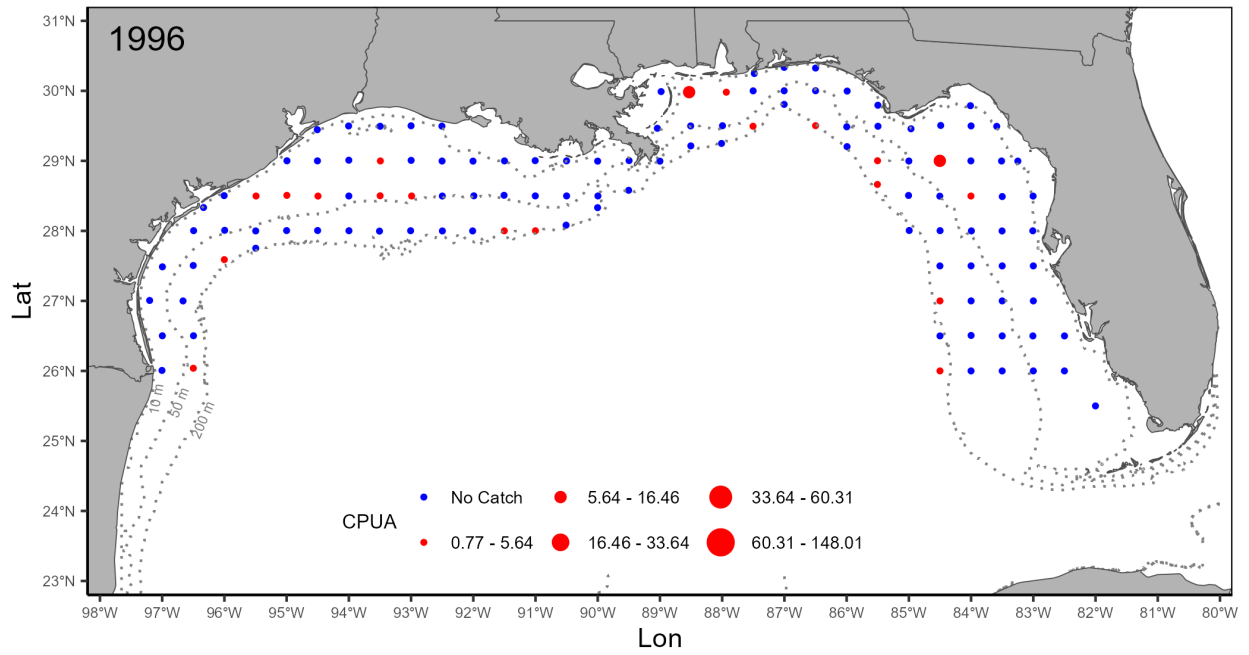 1996
31°N
30°N
29°N
28°N
27°N
26°N
25°N
24°N
23°N
Lat
10 m
50 m
200 m
CPUA
No Catch
5.64 - 16.46
33.64 - 60.31
0.77 - 5.64
16.46 - 33.64
60.31 - 148.01
98°W 97°W 96°W 95°W 94°W 93°W 92°W 91°W 90°W 89°W 88°W 87°W 86°W 85°W 84°W 83°W 82°W 81°W 80°W
Lon